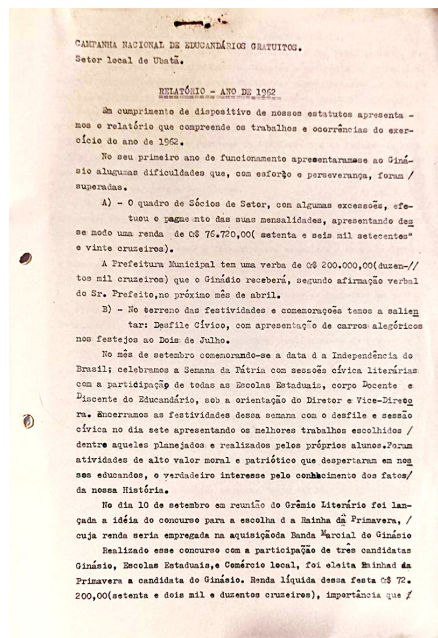 CAMPANHA NACIONAL DE EDUCANDÁRIOS GRATUITOS.
Setor local de Ubatã.
RELATÓRIO - ANO DE 1962
Em cumprimento de dispositivo de nossos estatutos apresenta -
mos o relatório que compreende os trabalhos e ocorrências do exer-
cício do ano de 1962.
No seu primeiro ano de funcionamento apresentaramse ao Giná-
sio alugumas dificuldades que, com esforço e perseverança, foram /
superadas.
A) - O quadro de Sócios de Setor, com algumas excessões, efe-
tuou o pagmento das suas mensalidades, apresentando des
se modo uma renda de Cr$ 76.720,00( setenta e seis mil setecentos"
e vinte cruzeiros).
A Prefeitura Municipal tem uma verba de Cr$ 200.000,00(duzen-//
tos mil cruzeiros) que o Ginásio receberá, segundo afirmação verbal
do Sr. Prefeito,no próximo mês de abril.
B) - No terreno das festividades e comemorações temos a salien
tar: Desfile Cívico, com apresentação de carros alegóricos
nos festejos ao Dois de Julho.
No mês de setembro comemorando-se a data d a Independência do
Brasil; celebramos a Semana da Pátria com sessões cívica literárias
com a participação de todas as Escolas Estaduais, corpo Docente e
Discente do Educandário, sob a orientação do Diretor e Vice-Direto
ra. Encerramos as festividades dessa semana com o desfile e sessão
cívica no dia sete apresentando os melhores trabalhos escolhidos /
dentre aqueles planejados e realizados pelos próprios alunos.Foram
atividades de alto valor moral e patriótico que despertaram em nos
sos educandos, o verdadeiro interesse pelo conhecimento dos fatos/
da nossa História.
No dia 10 de setembro em reunião do Grêmio Literário foi lan-
çada a idéia do concurso para a escolha d a Rainha da Primavera, /
cuja renda seria empregada na aquisiçãoda Banda Marcial do Ginásio
Realizado esse concurso com a participação de três candidatas
Ginásio, Escolas Estaduais,e Comércio local, foi eleita Rainhad da
Primavera a candidata do Ginásio. Renda líquida dessa festa Cr$ 72.
200,00(setenta e dois mil e duzentos cruzeiros), importância que /